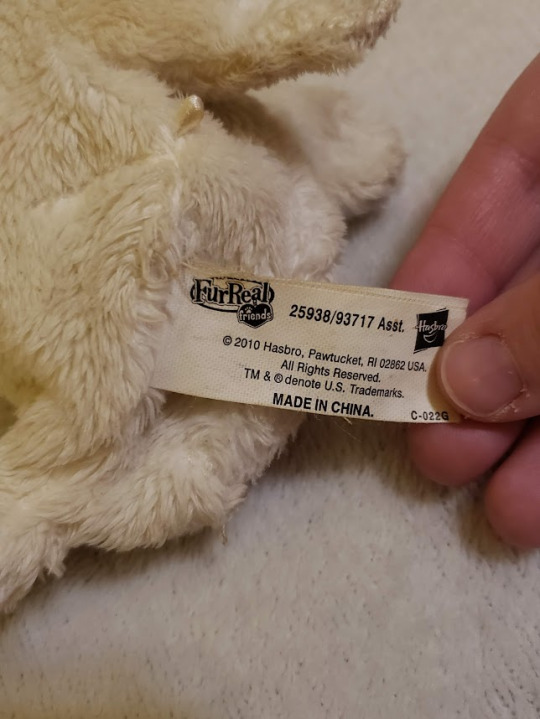 FurReal
friends
25938/93717 Asst.
Hasbro
© 2010 Hasbro, Pawtucket, RI 02862 USA.
All Rights Reserved.
TM & ® denote U.S. Trademarks.
MADE IN CHINA.
C-022G